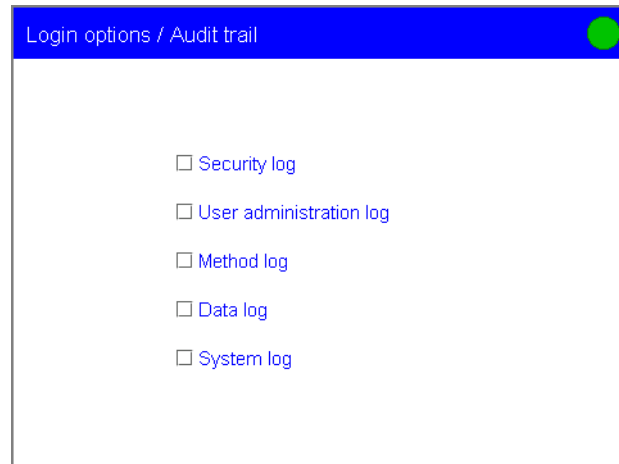 Login options / Audit trail
Security log
User administration log
Method log
Data log
System log